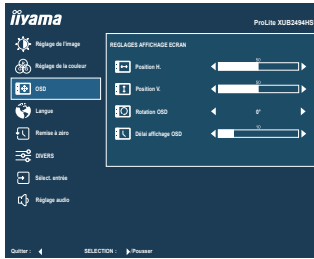 iiyama
ProLite XUB2494HS
Réglage de l'image
Réglage de la couleur
OSD
Langue
Remise à zéro
DIVERS
Sélect. entrée
Réglage audio
REGLAGES AFFICHAGE ECRAN
Position H.
50
Position V.
50
Rotation OSD
0°
Délai affichage OSD
10
Quitter :
SELECTION :
/Pousser